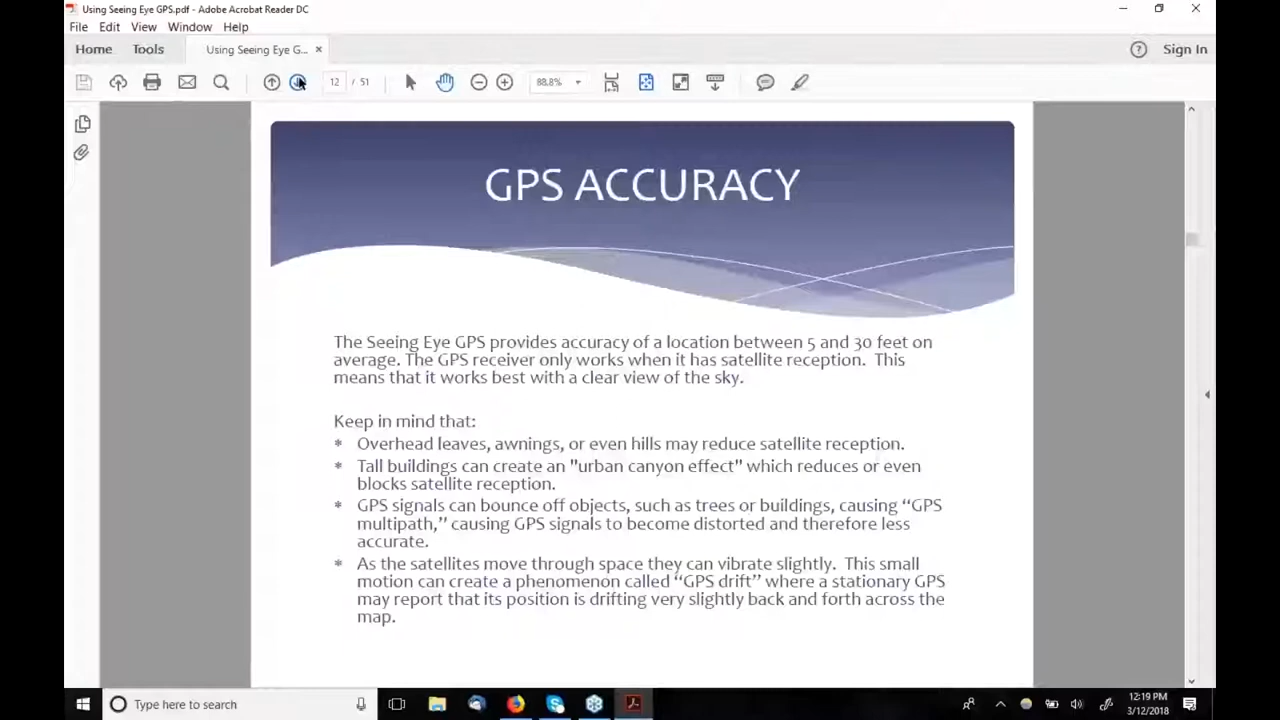 Using Seeing Eye GPS.pdf - Adobe Acrobat Reader DC
File Edit View Window Help
Home Tools Using Seeing Eye G... × Sign In
12 / 51 88.8%
GPS ACCURACY
The Seeing Eye GPS provides accuracy of a location between 5 and 30 feet on
average. The GPS receiver only works when it has satellite reception. This
means that it works best with a clear view of the sky.
Keep in mind that:
* Overhead leaves, awnings, or even hills may reduce satellite reception.
* Tall buildings can create an "urban canyon effect" which reduces or even
blocks satellite reception.
* GPS signals can bounce off objects, such as trees or buildings, causing “GPS
multipath,” causing GPS signals to become distorted and therefore less
accurate.
* As the satellites move through space they can vibrate slightly. This small
motion can create a phenomenon called “GPS drift” where a stationary GPS
may report that its position is drifting very slightly back and forth across the
map.
Type here to search
12:19 PM
3/12/2018